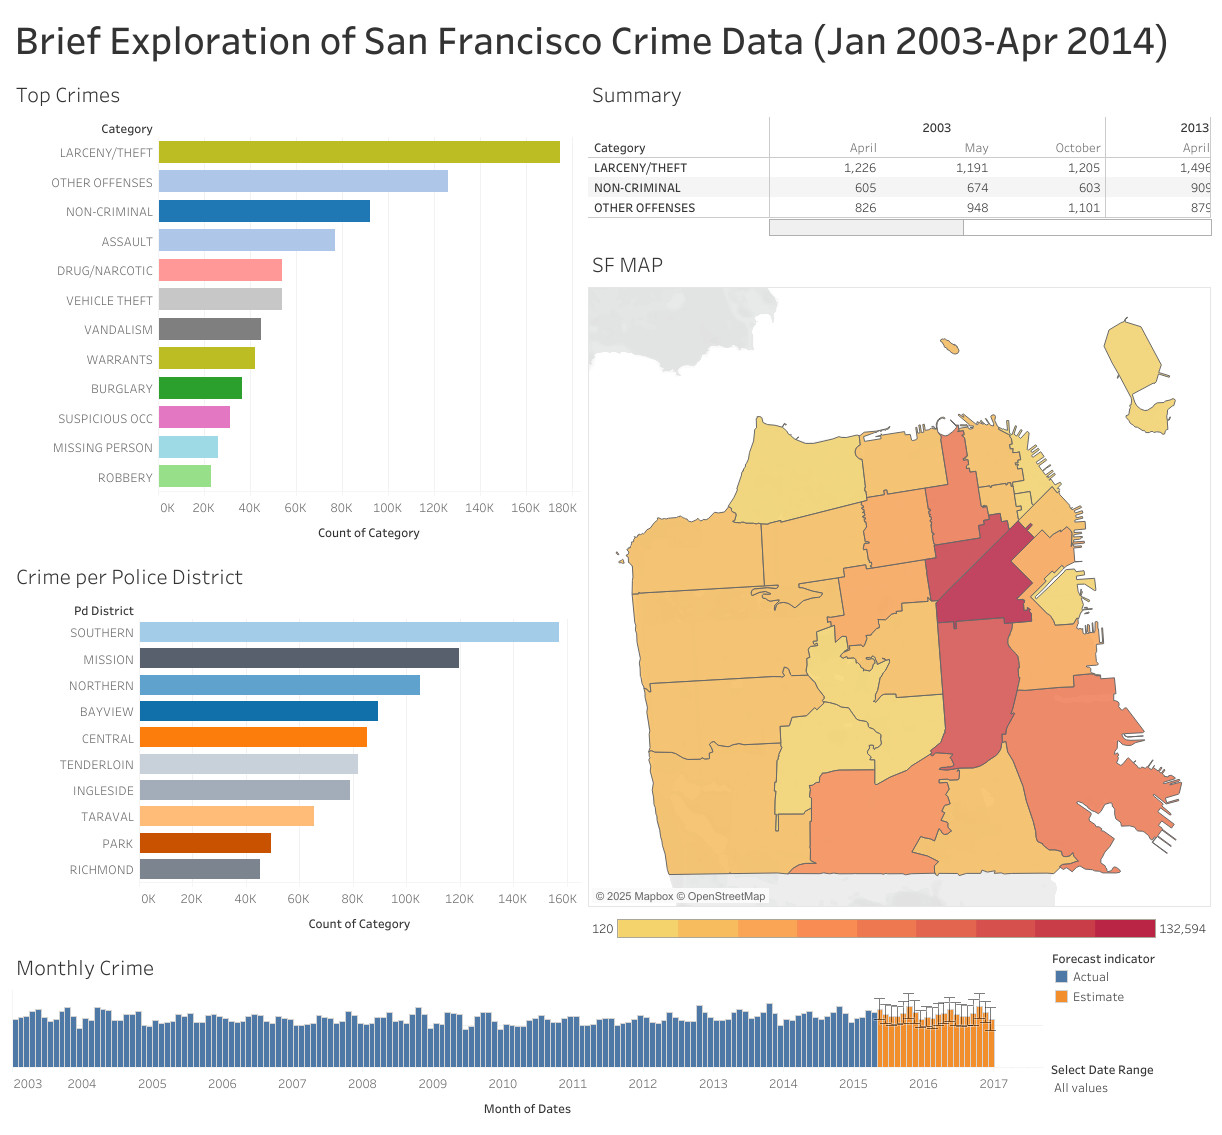 Brief Exploration of San Francisco Crime Data (Jan 2003-Apr 2014)
Top Crimes
Category
LARCENY/THEFT
OTHER OFFENSES
NON-CRIMINAL
ASSAULT
DRUG/NARCOTIC
VEHICLE THEFT
VANDALISM
WARRANTS
BURGLARY
SUSPICIOUS OCC
MISSING PERSON
ROBBERY
0K 20K 40K 60K 80K 100K 120K 140K 160K 180K
Count of Category
Summary
2003 2013
Category April May October April
LARCENY/THEFT 1,226 1,191 1,205 1,496
NON-CRIMINAL 605 674 603 909
OTHER OFFENSES 826 948 1,101 879
SF MAP
© 2025 Mapbox © OpenStreetMap
120 132,594
Crime per Police District
Pd District
SOUTHERN
MISSION
NORTHERN
BAYVIEW
CENTRAL
TENDERLOIN
INGLESIDE
TARAVAL
PARK
RICHMOND
0K 20K 40K 60K 80K 100K 120K 140K 160K
Count of Category
Monthly Crime
2003 2004 2005 2006 2007 2008 2009 2010 2011 2012 2013 2014 2015 2016 2017
Month of Dates
Forecast indicator
Actual
Estimate
Select Date Range
All values